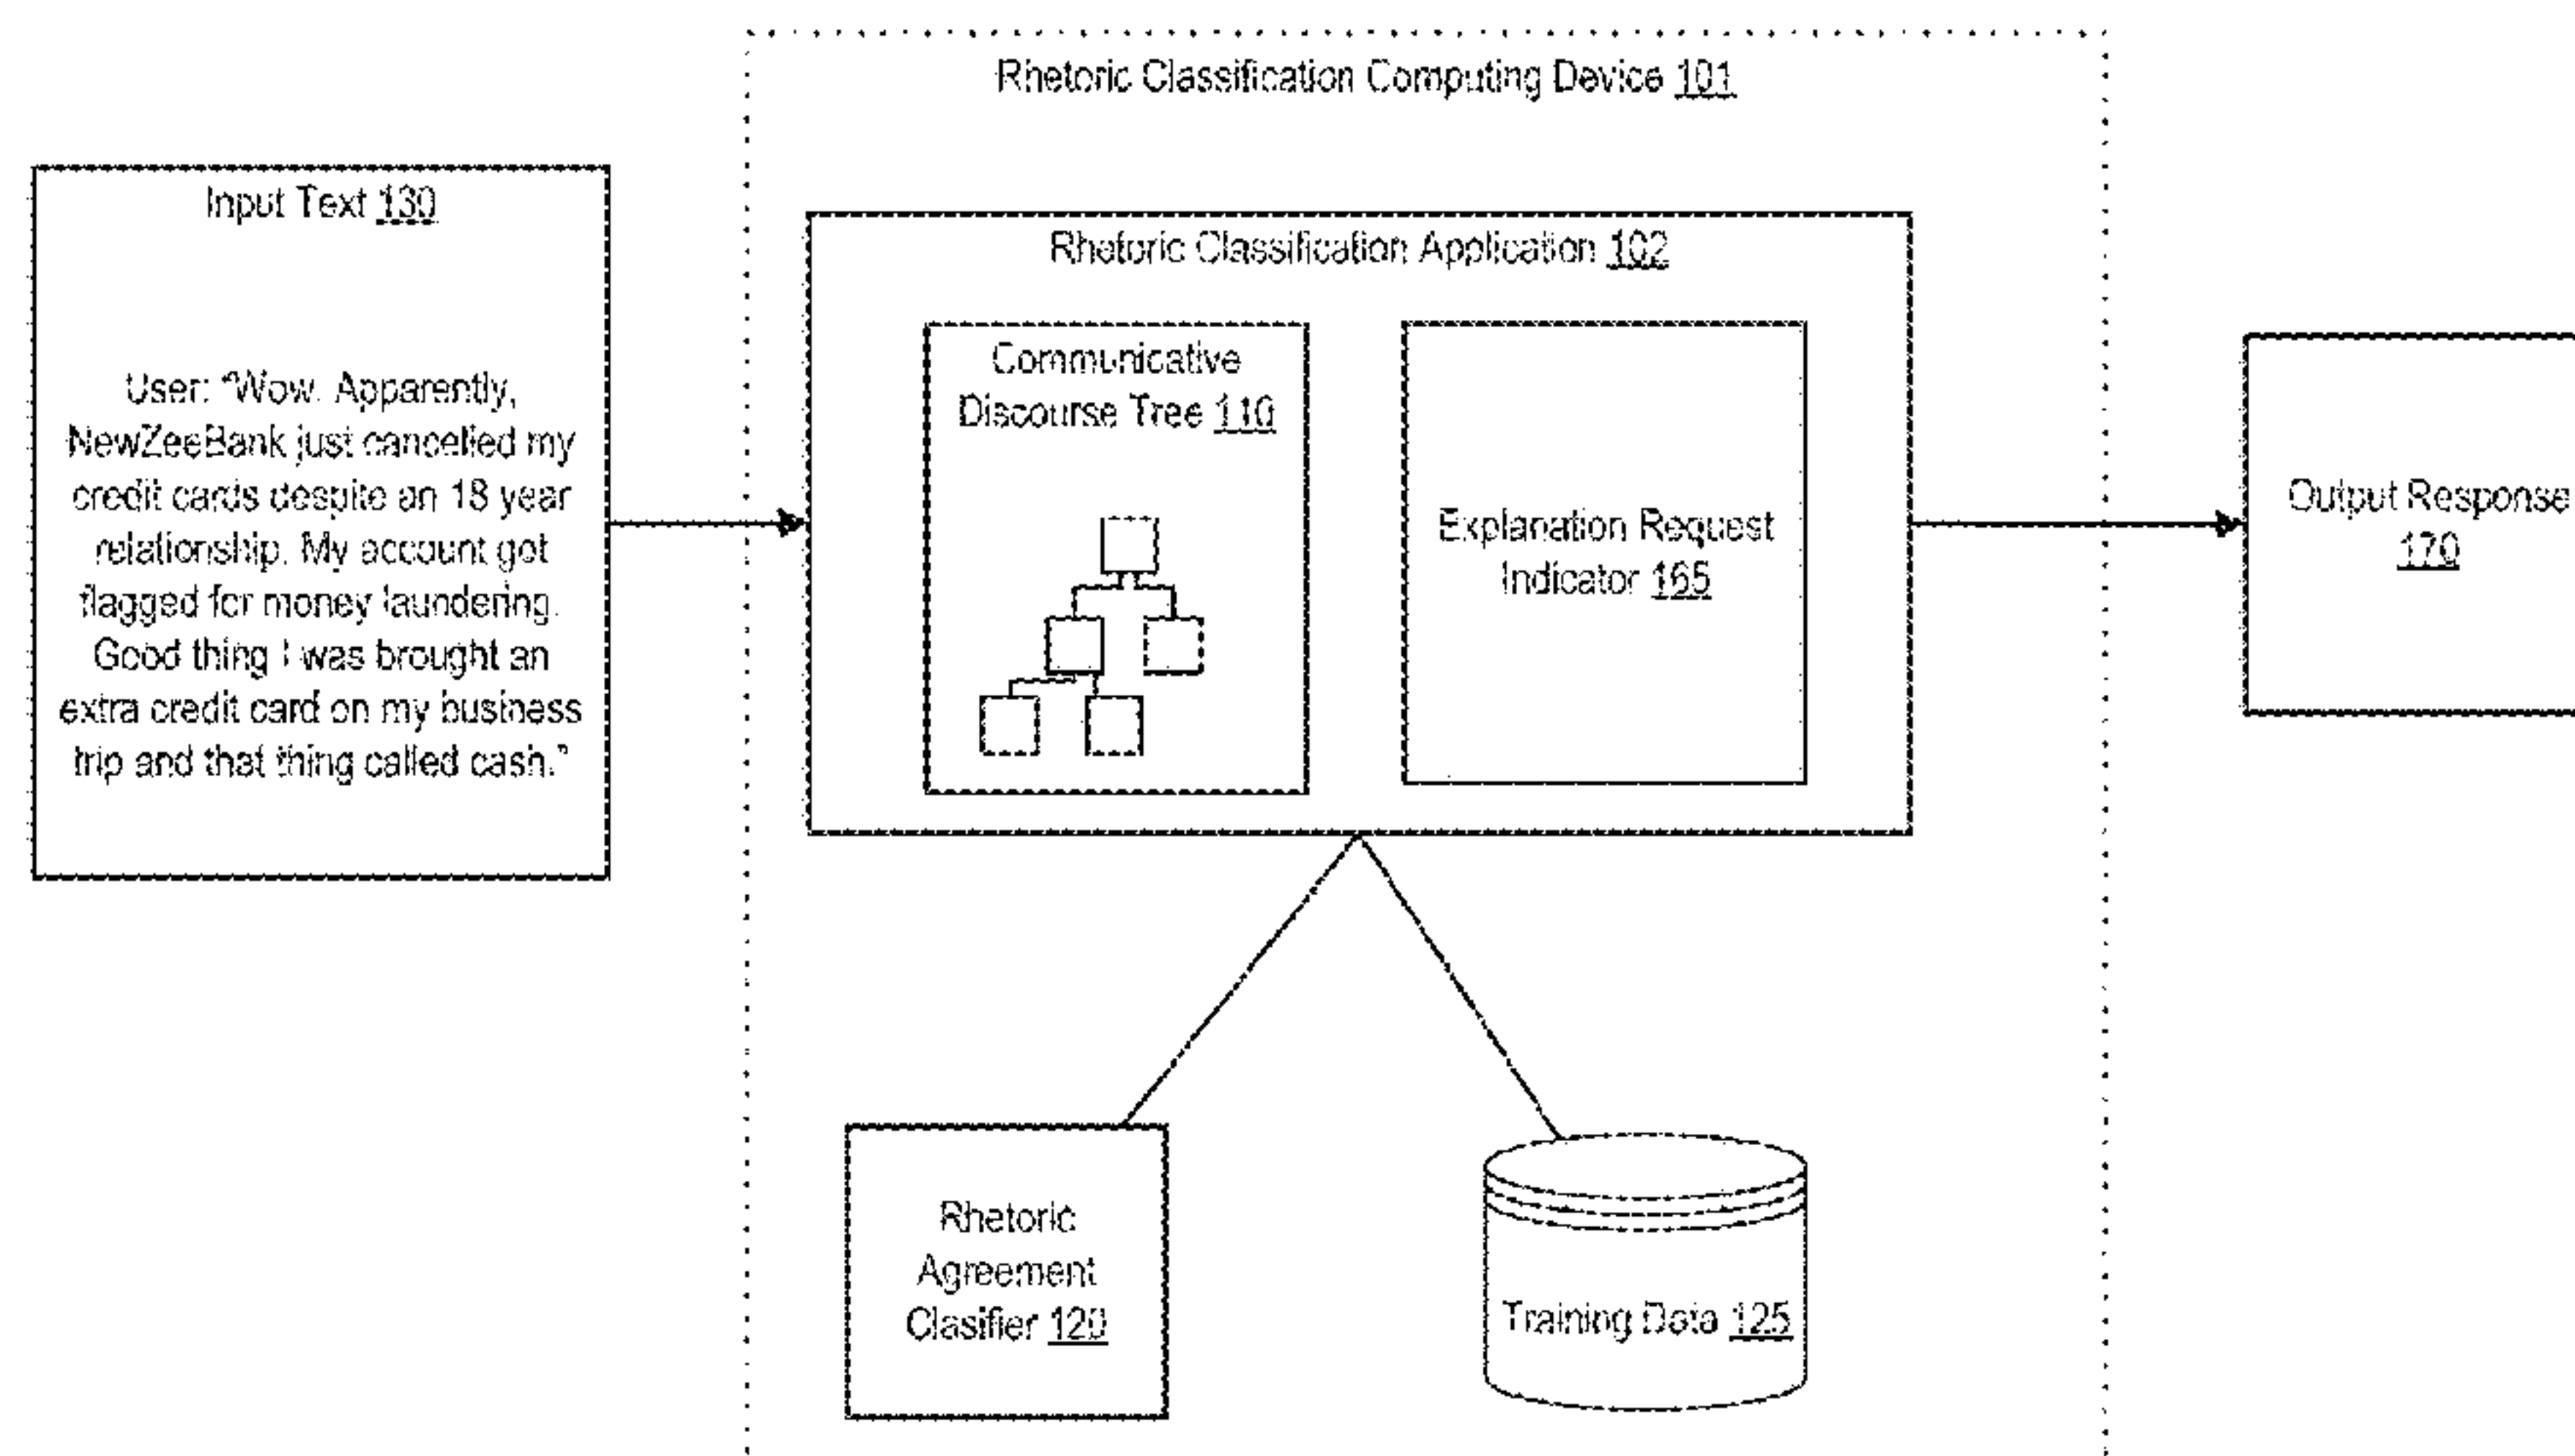 Rhetoric Classification Computing Device 101
Input Text 130
User: "Wow. Apparently,
NewZeeBank just cancelled my
credit cards despite an 18 year
relationship. My account got
flagged for money laundering.
Good thing I was brought an
extra credit card on my business
trip and that thing called cash."
Rhetoric Classification Application 102
Communicative
Discourse Tree 110
Explanation Request
Indicator 165
Output Response
170
Rhetoric
Agreement
Clasifier 120
Training Data 125